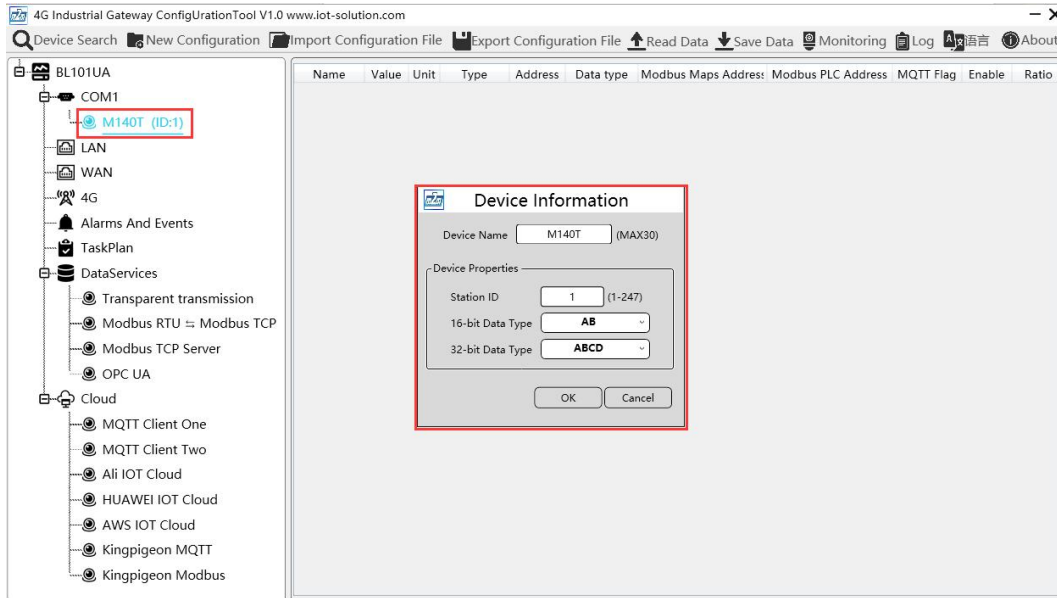 4G Industrial Gateway ConfigUrationTool V1.0 www.iot-solution.com
Device Search New Configuration Import Configuration File Export Configuration File Read Data Save Data Monitoring Log 语言 About
BL101UA
Name Value Unit Type Address Data type Modbus Maps Address Modbus PLC Address MQTT Flag Enable Ratio
COM1
M140T (ID:1)
LAN
WAN
4G
Alarms And Events
TaskPlan
DataServices
Transparent transmission
Modbus RTU ⇆ Modbus TCP
Modbus TCP Server
OPC UA
Cloud
MQTT Client One
MQTT Client Two
Ali IOT Cloud
HUAWEI IOT Cloud
AWS IOT Cloud
Kingpigeon MQTT
Kingpigeon Modbus
Device Information
Device Name M140T (MAX30)
Device Properties
Station ID 1 (1-247)
16-bit Data Type AB
32-bit Data Type ABCD
OK Cancel